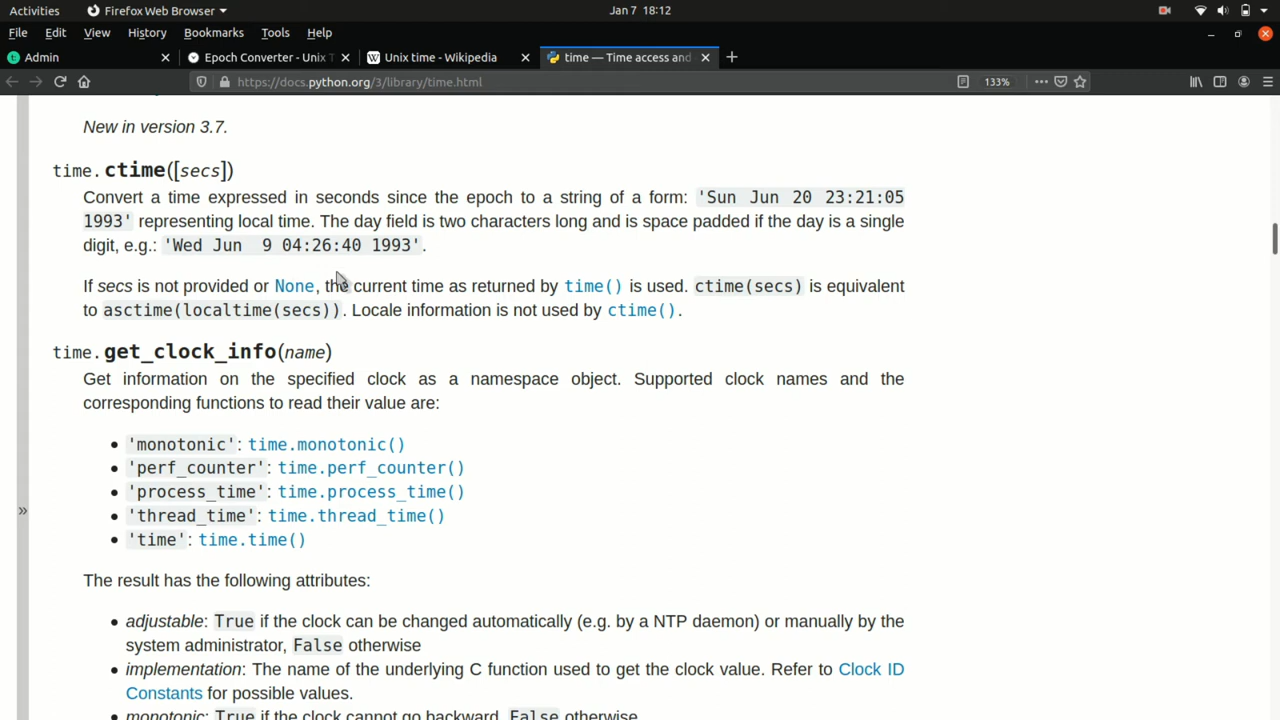 Activities Firefox Web Browser Jan 7 18:12
File Edit View History Bookmarks Tools Help
Admin Epoch Converter - Unix T Unix time - Wikipedia time — Time access and
https://docs.python.org/3/library/time.html 133%
New in version 3.7.
time.ctime([secs])
Convert a time expressed in seconds since the epoch to a string of a form: 'Sun Jun 20 23:21:05
1993' representing local time. The day field is two characters long and is space padded if the day is a single
digit, e.g.: 'Wed Jun  9 04:26:40 1993'.
If secs is not provided or None, the current time as returned by time() is used. ctime(secs) is equivalent
to asctime(localtime(secs)). Locale information is not used by ctime().
time.get_clock_info(name)
Get information on the specified clock as a namespace object. Supported clock names and the
corresponding functions to read their value are:
• 'monotonic': time.monotonic()
• 'perf_counter': time.perf_counter()
• 'process_time': time.process_time()
• 'thread_time': time.thread_time()
• 'time': time.time()
»
The result has the following attributes:
• adjustable: True if the clock can be changed automatically (e.g. by a NTP daemon) or manually by the
system administrator, False otherwise
• implementation: The name of the underlying C function used to get the clock value. Refer to Clock ID
Constants for possible values.
• monotonic: True if the clock cannot go backward, False otherwise